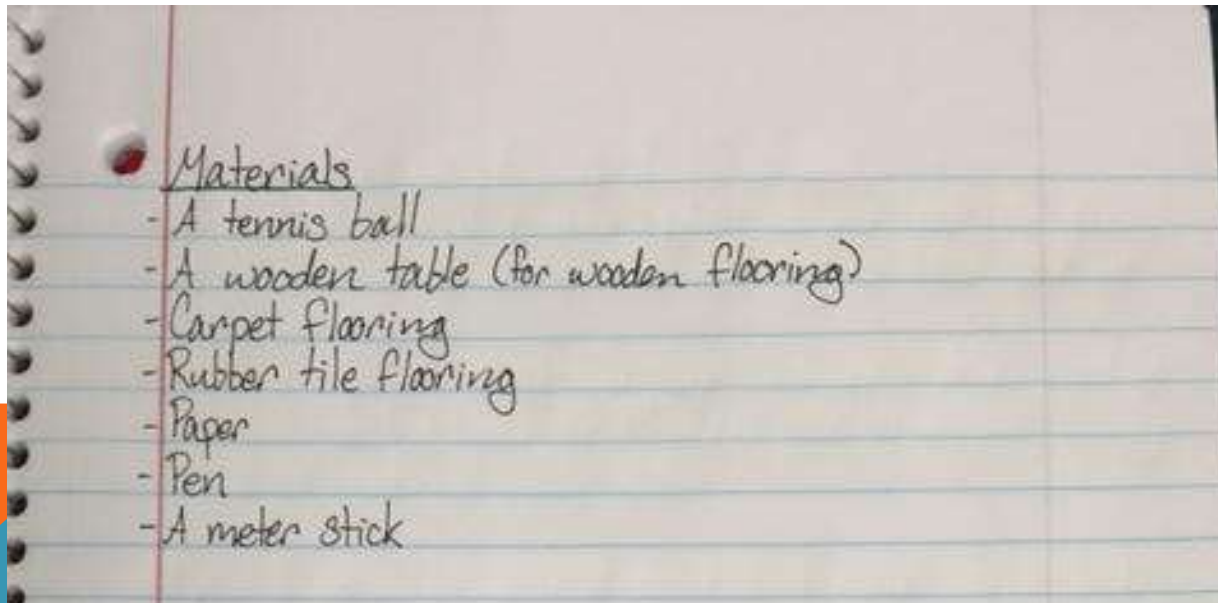 Materials
- A tennis ball
- A wooden table (for wooden flooring)
- Carpet flooring
- Rubber tile flooring
- Paper
- Pen
- A meter stick